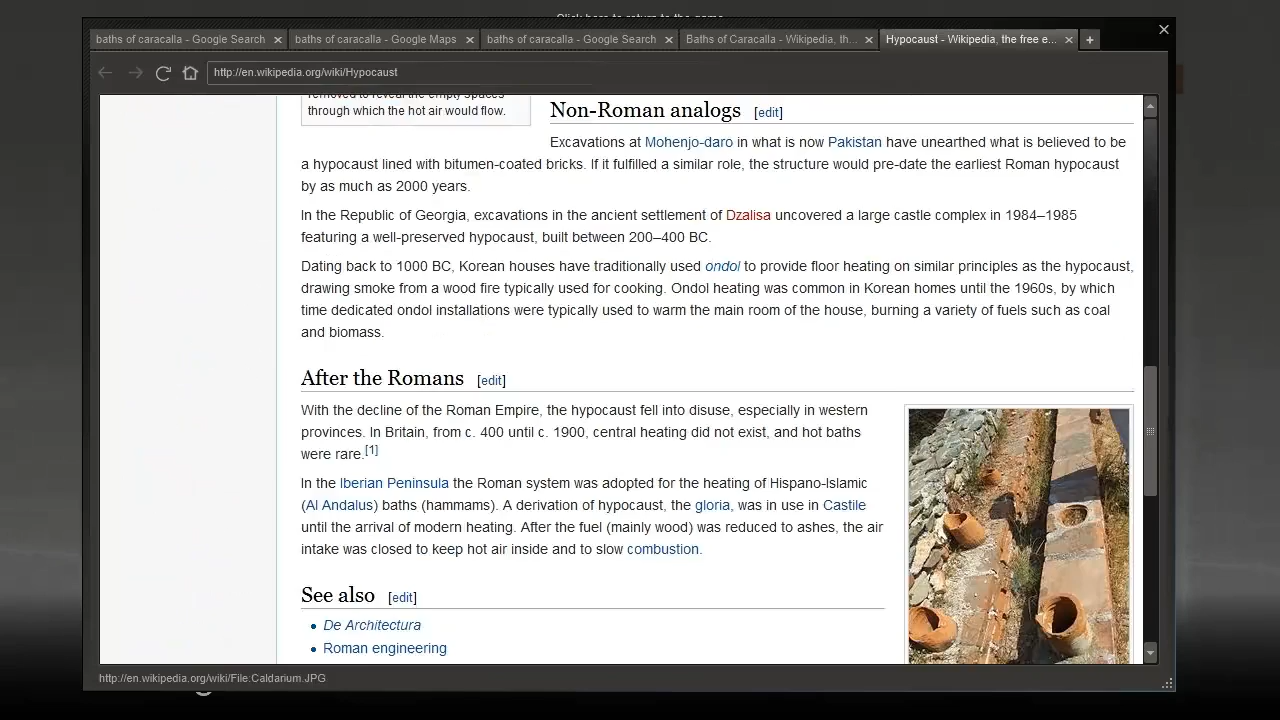 Click here to return to the game
baths of caracalla - Google Search
baths of caracalla - Google Maps
baths of caracalla - Google Search
Baths of Caracalla - Wikipedia, th...
Hypocaust - Wikipedia, the free e...
http://en.wikipedia.org/wiki/Hypocaust
removed to reveal the empty spaces
through which the hot air would flow.
Non-Roman analogs [edit]
Excavations at Mohenjo-daro in what is now Pakistan have unearthed what is believed to be
a hypocaust lined with bitumen-coated bricks. If it fulfilled a similar role, the structure would pre-date the earliest Roman hypocaust
by as much as 2000 years.
In the Republic of Georgia, excavations in the ancient settlement of Dzalisa uncovered a large castle complex in 1984–1985
featuring a well-preserved hypocaust, built between 200–400 BC.
Dating back to 1000 BC, Korean houses have traditionally used ondol to provide floor heating on similar principles as the hypocaust,
drawing smoke from a wood fire typically used for cooking. Ondol heating was common in Korean homes until the 1960s, by which
time dedicated ondol installations were typically used to warm the main room of the house, burning a variety of fuels such as coal
and biomass.
After the Romans [edit]
With the decline of the Roman Empire, the hypocaust fell into disuse, especially in western
provinces. In Britain, from c. 400 until c. 1900, central heating did not exist, and hot baths
were rare.[1]
In the Iberian Peninsula the Roman system was adopted for the heating of Hispano-Islamic
(Al Andalus) baths (hammams). A derivation of hypocaust, the gloria, was in use in Castile
until the arrival of modern heating. After the fuel (mainly wood) was reduced to ashes, the air
intake was closed to keep hot air inside and to slow combustion.
See also [edit]
De Architectura
Roman engineering
http://en.wikipedia.org/wiki/File:Caldarium.JPG